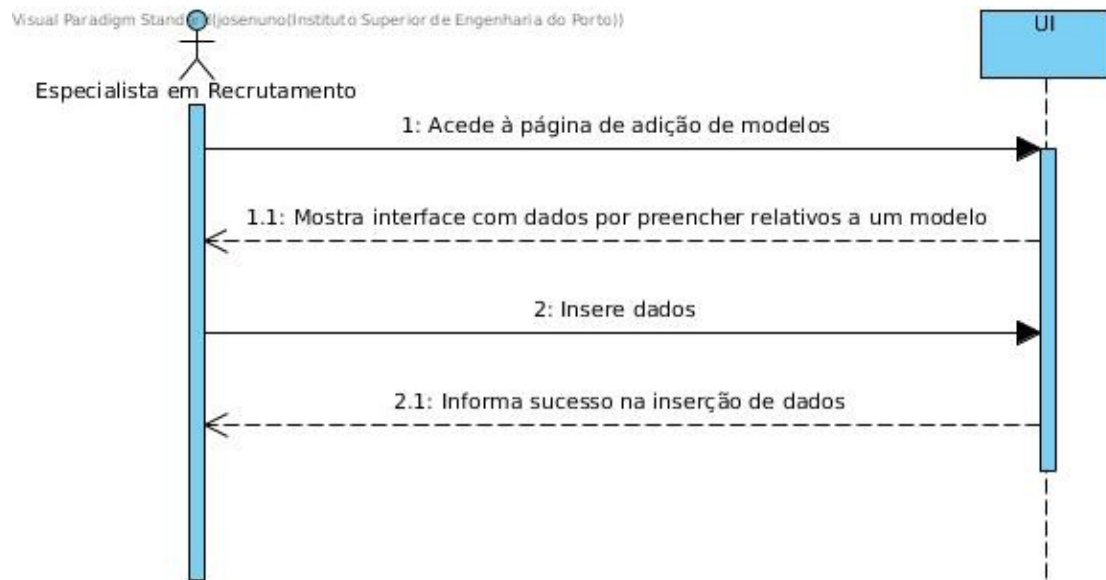 Visual Paradigm Standard(josenuno(Instituto Superior de Engenharia do Porto))
UI
Especialista em Recrutamento
1: Acede à página de adição de modelos
1.1: Mostra interface com dados por preencher relativos a um modelo
2: Insere dados
2.1: Informa sucesso na inserção de dados